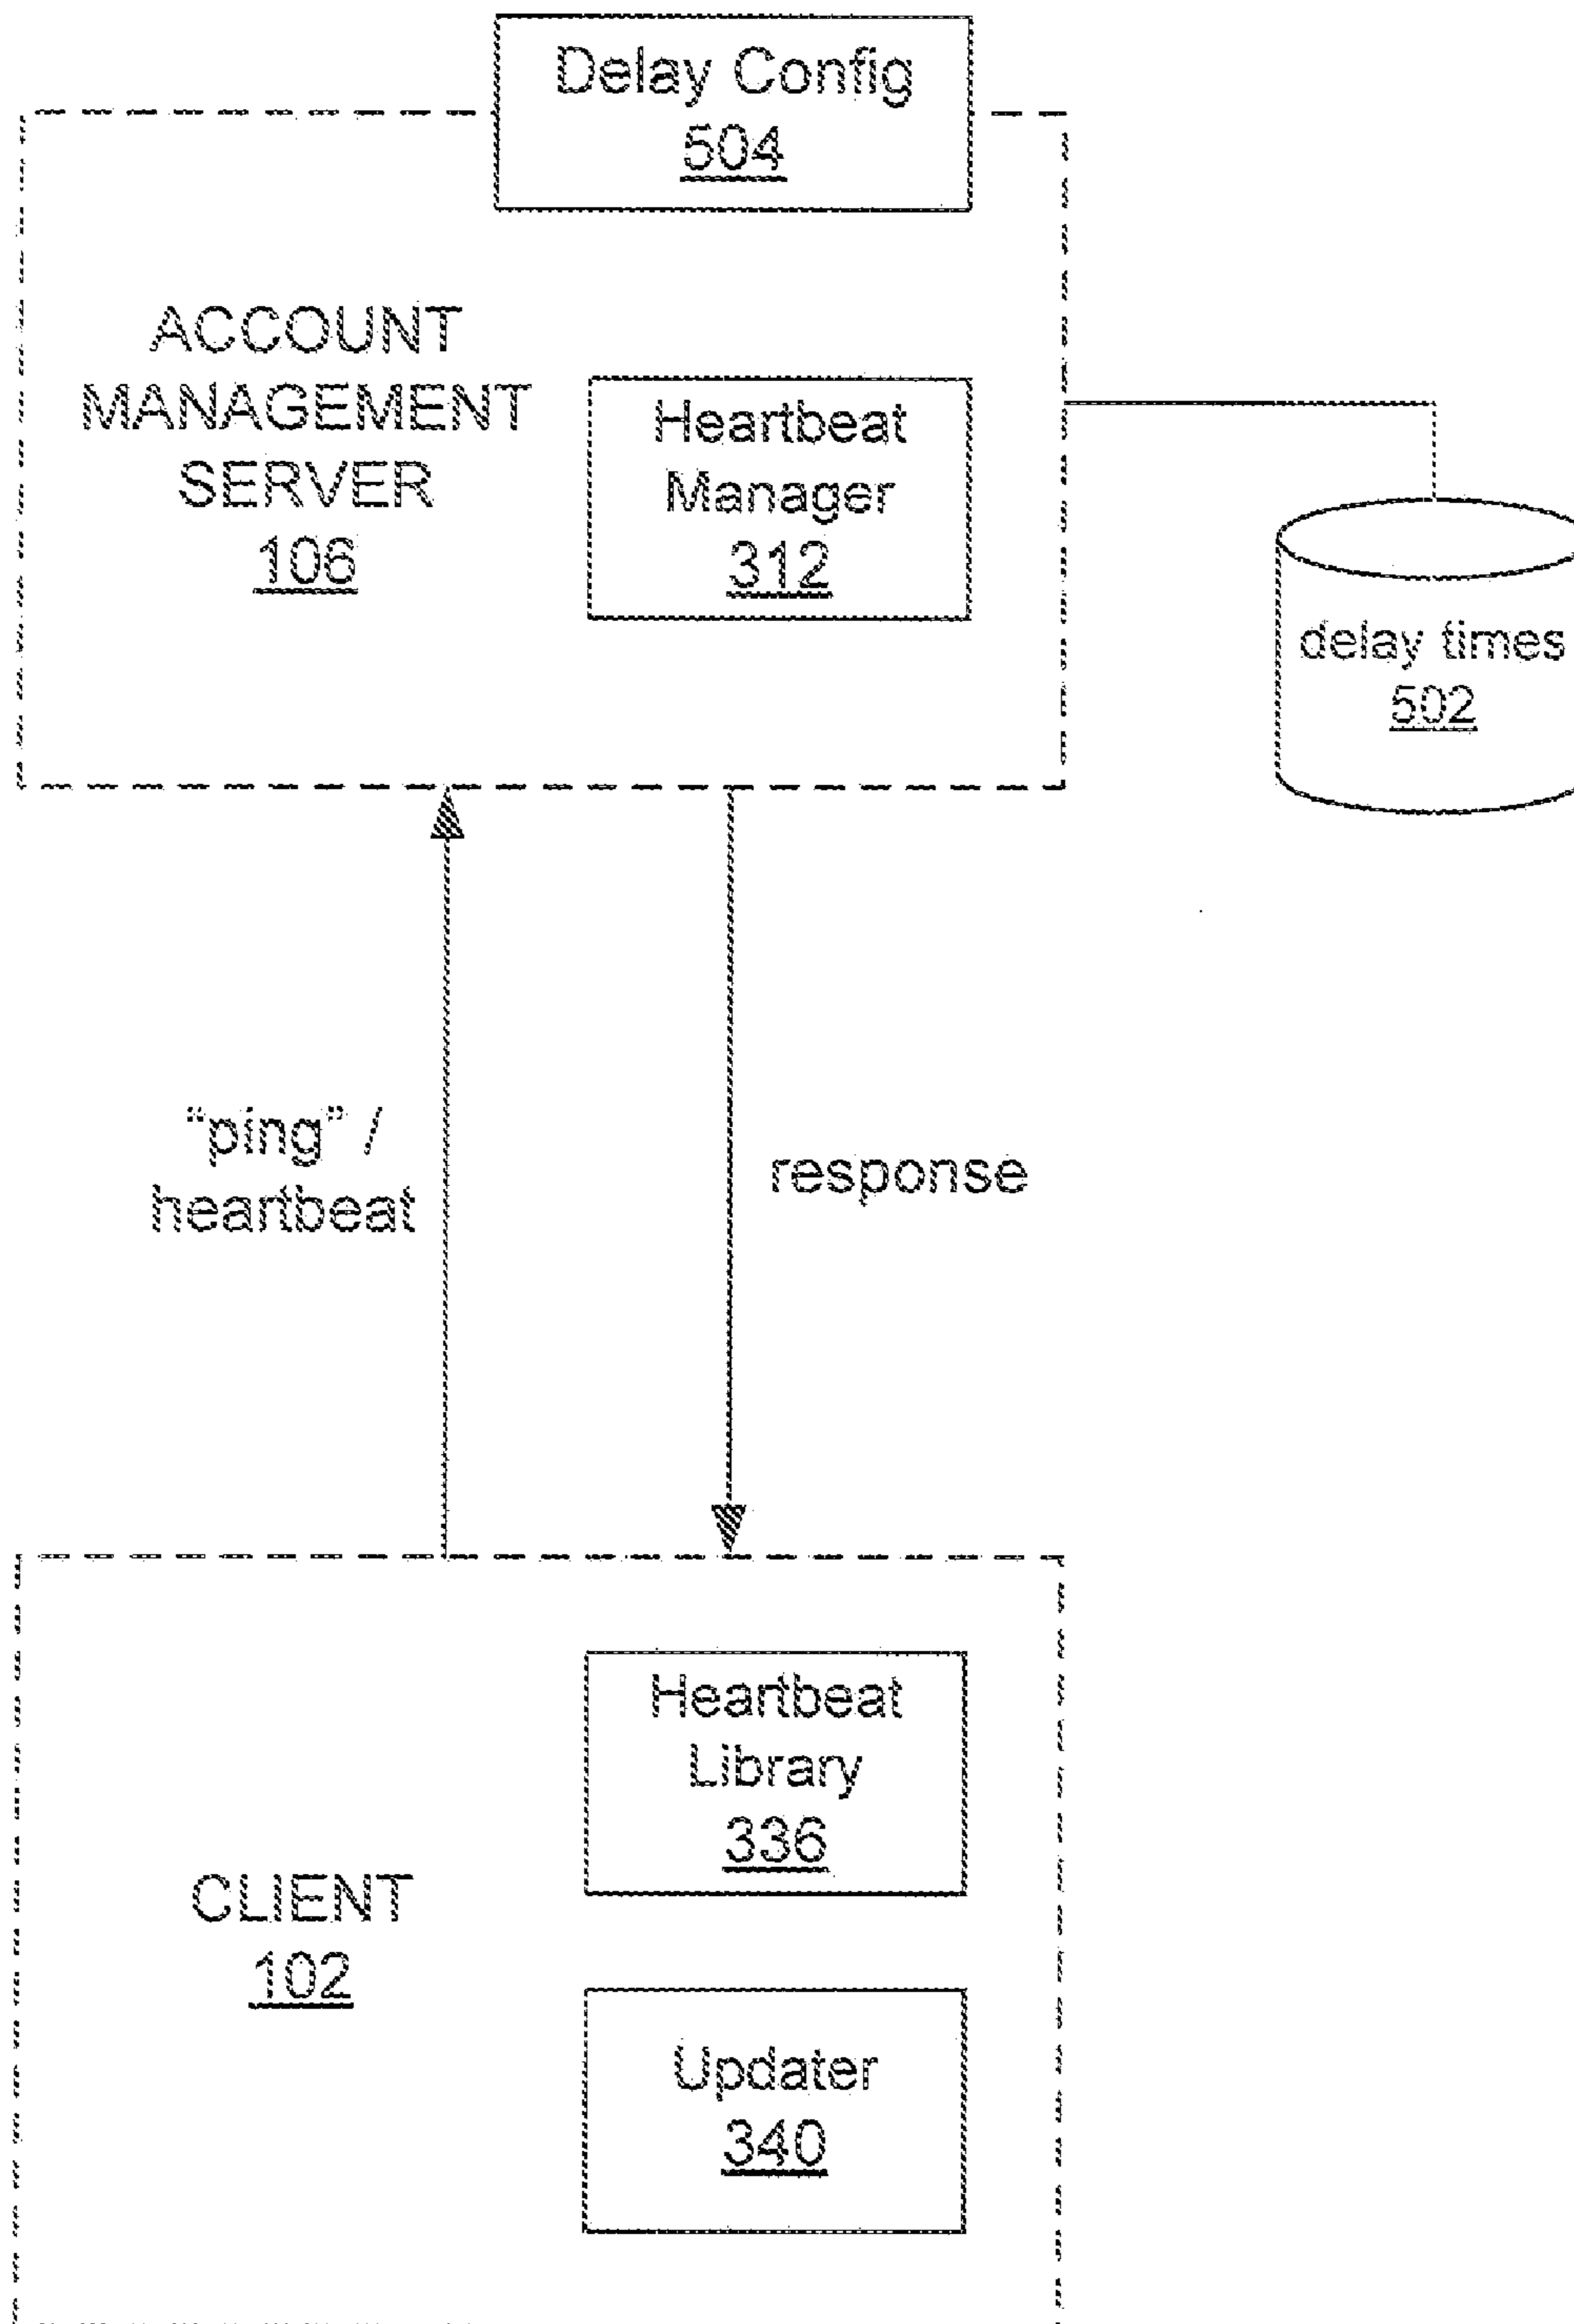 Delay Config
504
ACCOUNT
MANAGEMENT
SERVER
106
Heartbeat
Manager
312
delay times
502
“ping” /
heartbeat
response
Heartbeat
Library
336
CLIENT
102
Updater
340